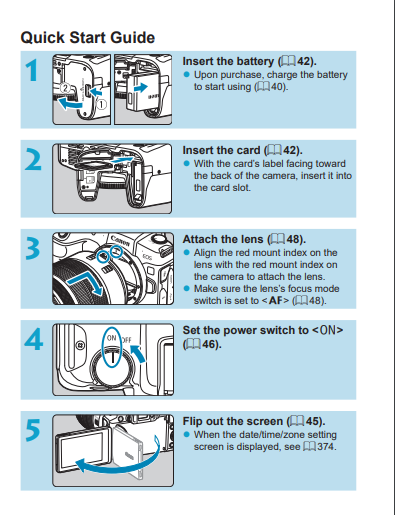 Quick Start Guide
1
②
①
Insert the battery (42).
● Upon purchase, charge the battery
to start using (40).
2
Insert the card (42).
● With the card's label facing toward
the back of the camera, insert it into
the card slot.
3
Canon
EOS
Attach the lens (48).
● Align the red mount index on the
lens with the red mount index on
the camera to attach the lens.
● Make sure the lens's focus mode
switch is set to <AF> (48).
4
ON OFF
Set the power switch to <ON>
(46).
5
Flip out the screen (45).
● When the date/time/zone setting
screen is displayed, see 374.